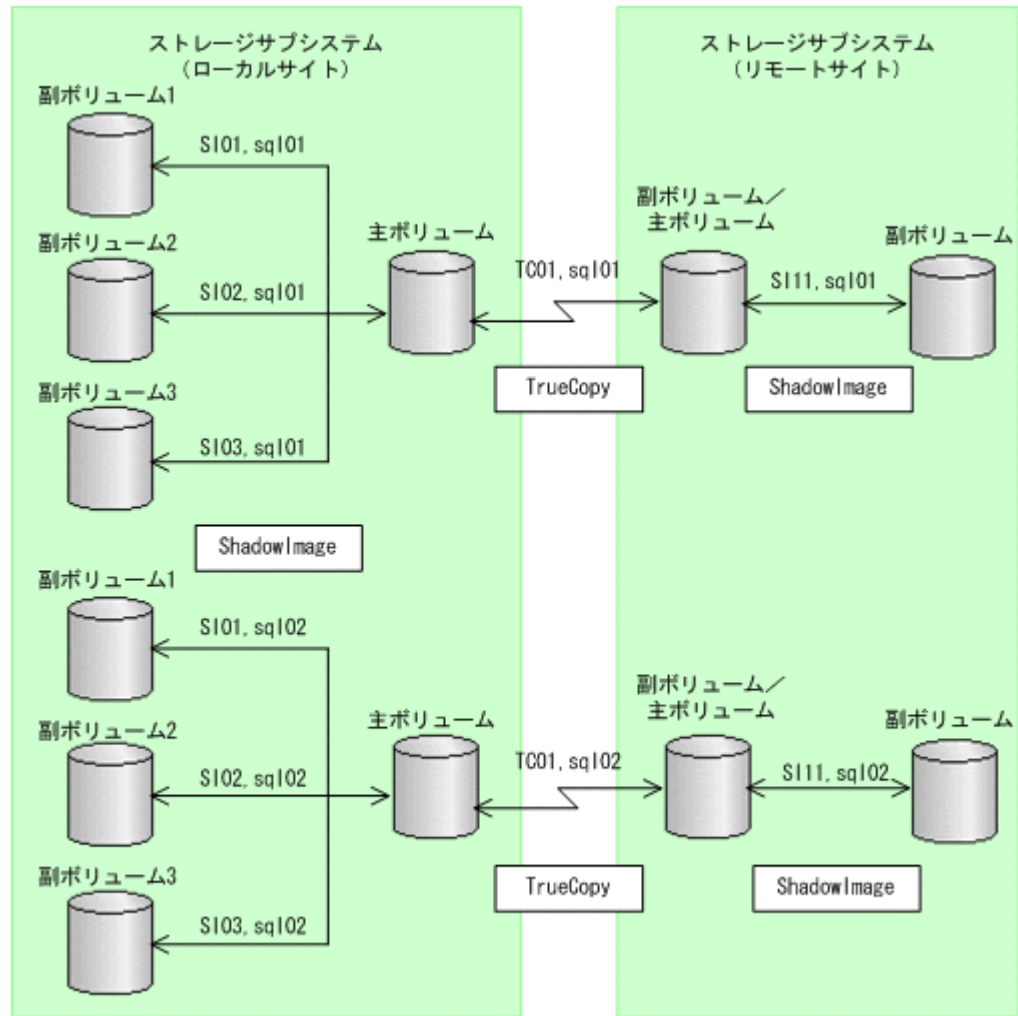 ストレージサブシステム
(ローカルサイト)
ストレージサブシステム
(リモートサイト)
副ボリューム1
SI01,sql01
副ボリューム2
SI02,sql01
副ボリューム3
SI03,sql01
主ボリューム
TC01,sql01
副ボリューム/
主ボリューム
SI11,sql01
副ボリューム
TrueCopy
ShadowImage
ShadowImage
副ボリューム1
SI01,sql02
副ボリューム2
SI02,sql02
副ボリューム3
SI03,sql02
主ボリューム
TC01,sql02
副ボリューム/
主ボリューム
SI11,sql02
副ボリューム
TrueCopy
ShadowImage